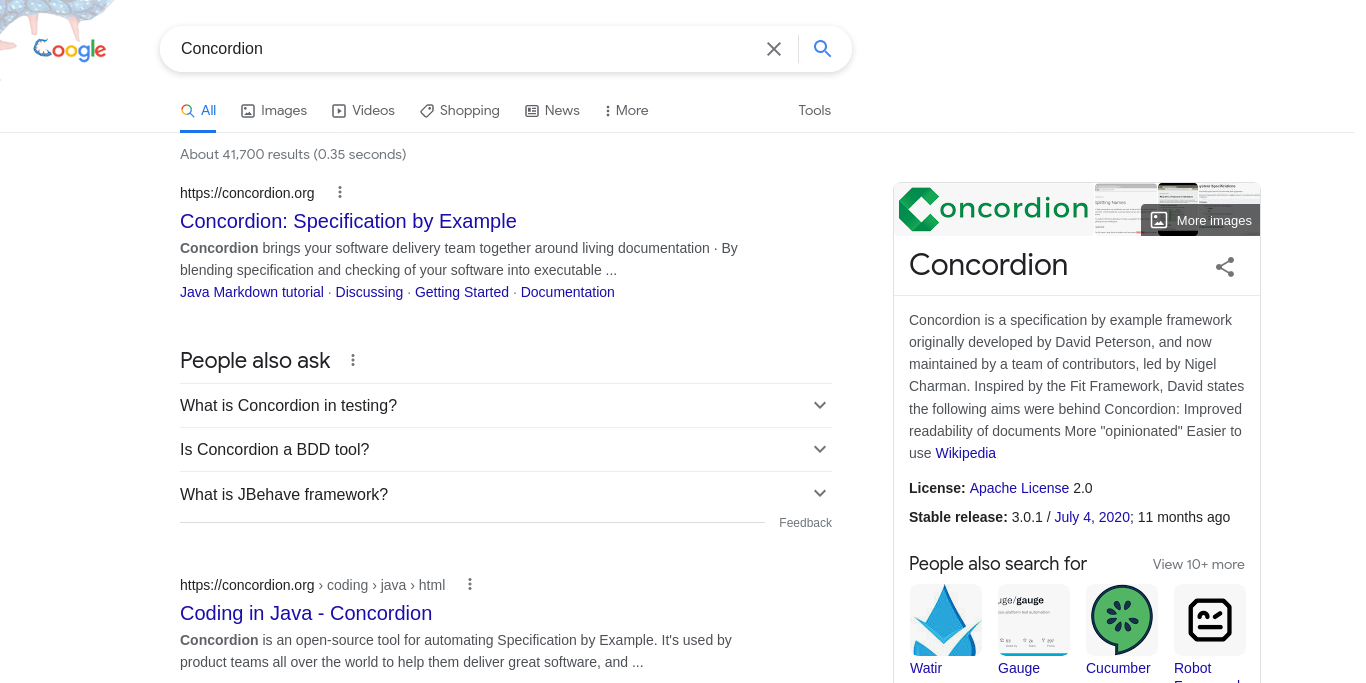 Google
Concordion
All
Images
Videos
Shopping
News
More
Tools
About 41,700 results (0.35 seconds)
https://concordion.org
Concordion: Specification by Example
Concordion brings your software delivery team together around living documentation · By
blending specification and checking of your software into executable ...
Java Markdown tutorial · Discussing · Getting Started · Documentation
People also ask
What is Concordion in testing?
Is Concordion a BDD tool?
What is JBehave framework?
Feedback
https://concordion.org › coding › java › html
Coding in Java - Concordion
Concordion is an open-source tool for automating Specification by Example. It's used by
product teams all over the world to help them deliver great software, and ...
Concordion
More images
Concordion
Concordion is a specification by example framework
originally developed by David Peterson, and now
maintained by a team of contributors, led by Nigel
Charman. Inspired by the Fit Framework, David states
the following aims were behind Concordion: Improved
readability of documents More "opinionated" Easier to
use Wikipedia
License: Apache License 2.0
Stable release: 3.0.1 / July 4, 2020; 11 months ago
People also search for
View 10+ more
uge/gauge
Watir
Gauge
Cucumber
Robot